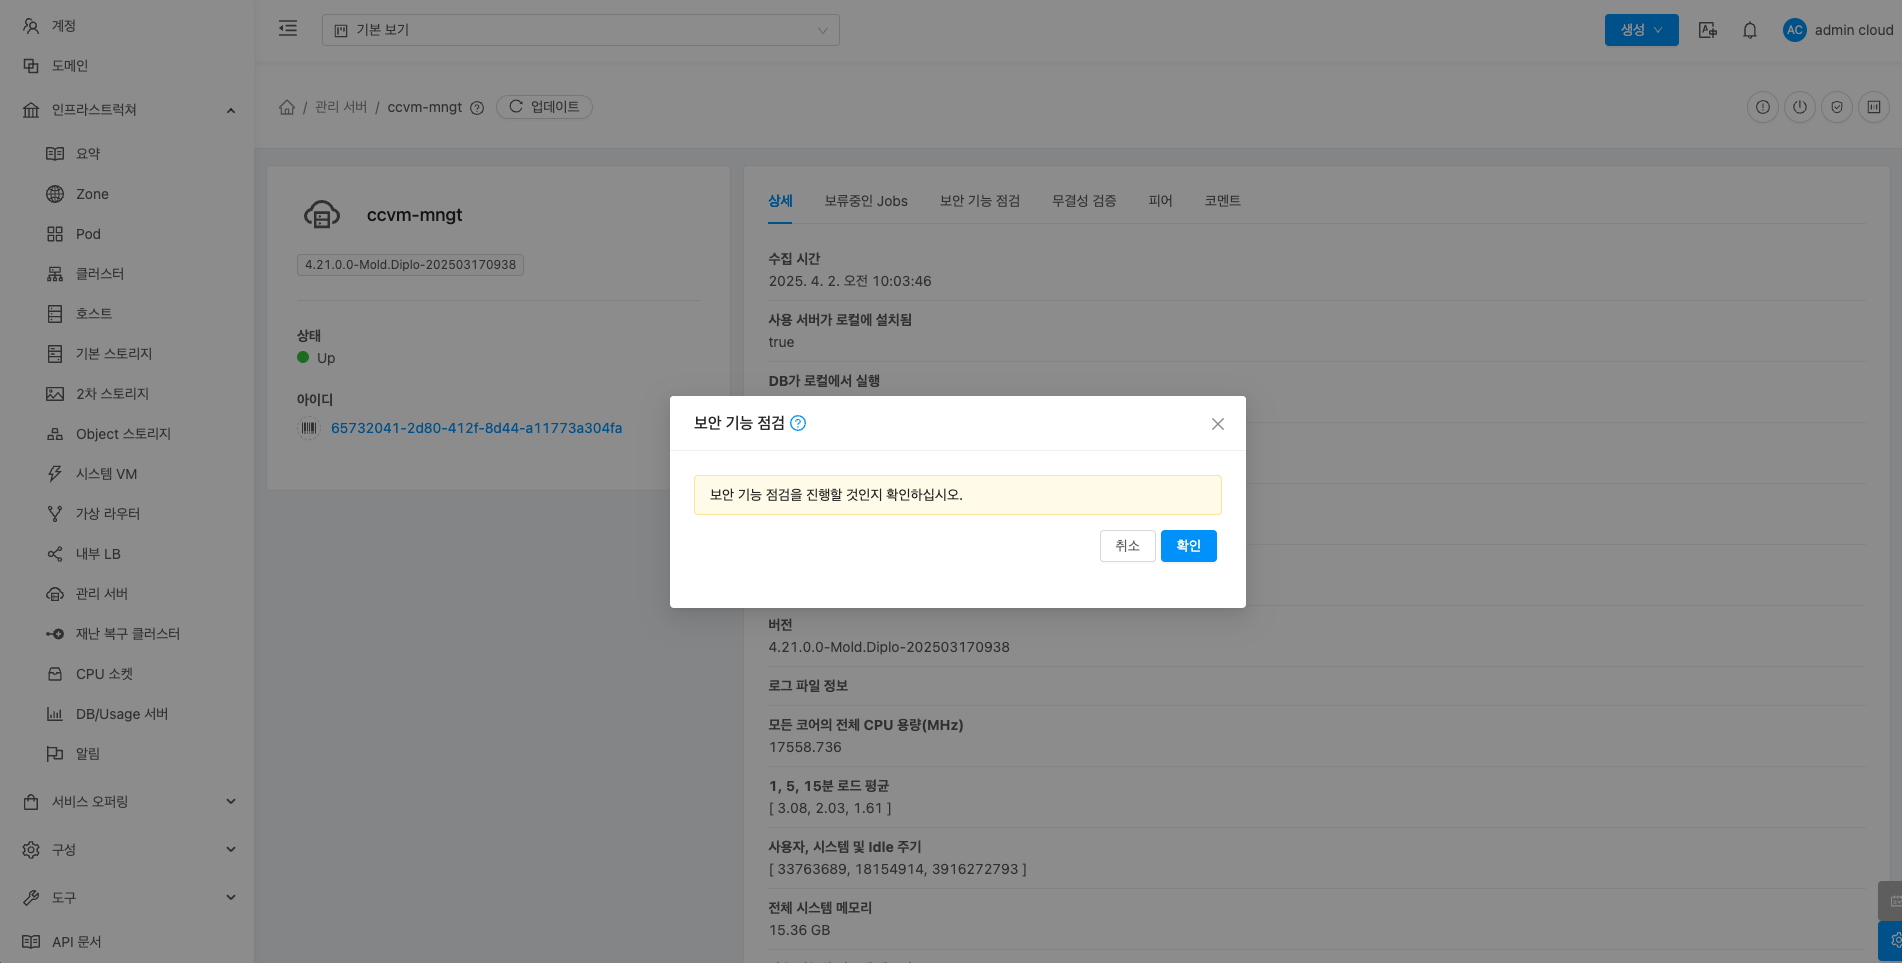 계정
도메인
인프라스트럭쳐
요약
Zone
Pod
클러스터
호스트
기본 스토리지
2차 스토리지
Object 스토리지
시스템 VM
가상 라우터
내부 LB
관리 서버
재난 복구 클러스터
CPU 소켓
DB/Usage 서버
알림
서비스 오퍼링
구성
도구
API 문서
기본 보기
생성
AC admin cloud
/ 관리 서버 / ccvm-mngt
업데이트
ccvm-mngt
4.21.0.0-Mold.Diplo-202503170938
상태
Up
아이디
65732041-2d80-412f-8d44-a11773a304fa
상세 보류중인 Jobs 보안 기능 점검 무결성 검증 피어 코멘트
수집 시간
2025. 4. 2. 오전 10:03:46
사용 서버가 로컬에 설치됨
true
DB가 로컬에서 실행
보안 기능 점검
보안 기능 점검을 진행할 것인지 확인하십시오.
취소 확인
버전
4.21.0.0-Mold.Diplo-202503170938
로그 파일 정보
모든 코어의 전체 CPU 용량(MHz)
17558.736
1, 5, 15분 로드 평균
[ 3.08, 2.03, 1.61 ]
사용자, 시스템 및 Idle 주기
[ 33763689, 18154914, 3916272793 ]
전체 시스템 메모리
15.36 GB